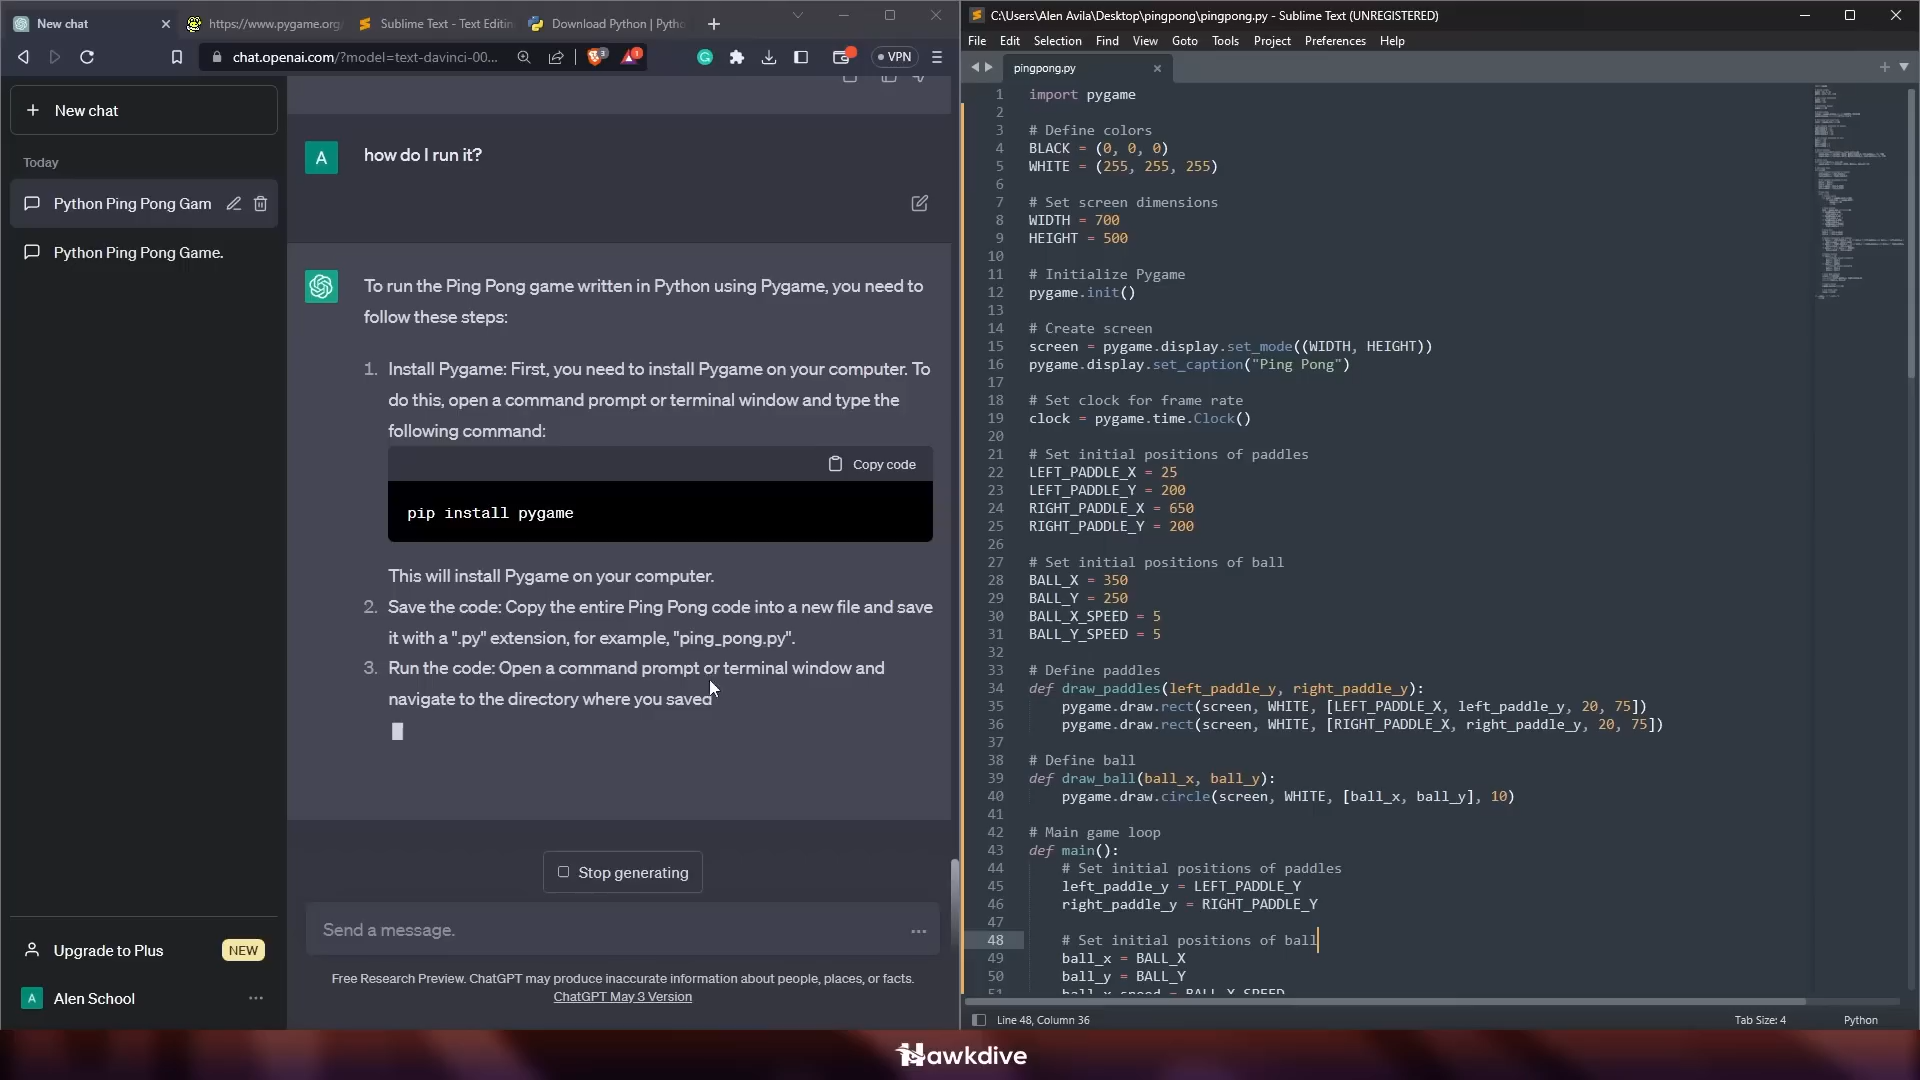 New chat
https://www.pygame.org
Sublime Text - Text Editin
Download Python | Pytho
chat.openai.com/?model=text-davinci-00...
3
1
VPN
New chat
Today
Python Ping Pong Gam
Python Ping Pong Game.
Upgrade to Plus
NEW
A
Alen School
A
how do I run it?
To run the Ping Pong game written in Python using Pygame, you need to
follow these steps:
1. Install Pygame: First, you need to install Pygame on your computer. To
do this, open a command prompt or terminal window and type the
following command:
Copy code
pip install pygame
This will install Pygame on your computer.
2. Save the code: Copy the entire Ping Pong code into a new file and save
it with a ".py" extension, for example, "ping_pong.py".
3. Run the code: Open a command prompt or terminal window and
navigate to the directory where you saved
Stop generating
Send a message.
Free Research Preview. ChatGPT may produce inaccurate information about people, places, or facts.
ChatGPT May 3 Version
C:\Users\Alen Avila\Desktop\pingpong\pingpong.py - Sublime Text (UNREGISTERED)
File Edit Selection Find View Goto Tools Project Preferences Help
pingpong.py
1 import pygame
2
3 # Define colors
4 BLACK = (0, 0, 0)
5 WHITE = (255, 255, 255)
6
7 # Set screen dimensions
8 WIDTH = 700
9 HEIGHT = 500
10
11 # Initialize Pygame
12 pygame.init()
13
14 # Create screen
15 screen = pygame.display.set_mode((WIDTH, HEIGHT))
16 pygame.display.set_caption("Ping Pong")
17
18 # Set clock for frame rate
19 clock = pygame.time.Clock()
20
21 # Set initial positions of paddles
22 LEFT_PADDLE_X = 25
23 LEFT_PADDLE_Y = 200
24 RIGHT_PADDLE_X = 650
25 RIGHT_PADDLE_Y = 200
26
27 # Set initial positions of ball
28 BALL_X = 350
29 BALL_Y = 250
30 BALL_X_SPEED = 5
31 BALL_Y_SPEED = 5
32
33 # Define paddles
34 def draw_paddles(left_paddle_y, right_paddle_y):
35 pygame.draw.rect(screen, WHITE, [LEFT_PADDLE_X, left_paddle_y, 20, 75])
36 pygame.draw.rect(screen, WHITE, [RIGHT_PADDLE_X, right_paddle_y, 20, 75])
37
38 # Define ball
39 def draw_ball(ball_x, ball_y):
40 pygame.draw.circle(screen, WHITE, [ball_x, ball_y], 10)
41
42 # Main game loop
43 def main():
44 # Set initial positions of paddles
45 left_paddle_y = LEFT_PADDLE_Y
46 right_paddle_y = RIGHT_PADDLE_Y
47
48 # Set initial positions of ball
49 ball_x = BALL_X
50 ball_y = BALL_Y
51 ball_x_speed = BALL_X_SPEED
Line 48, Column 36
Tab Size: 4
Python
Hawkdive